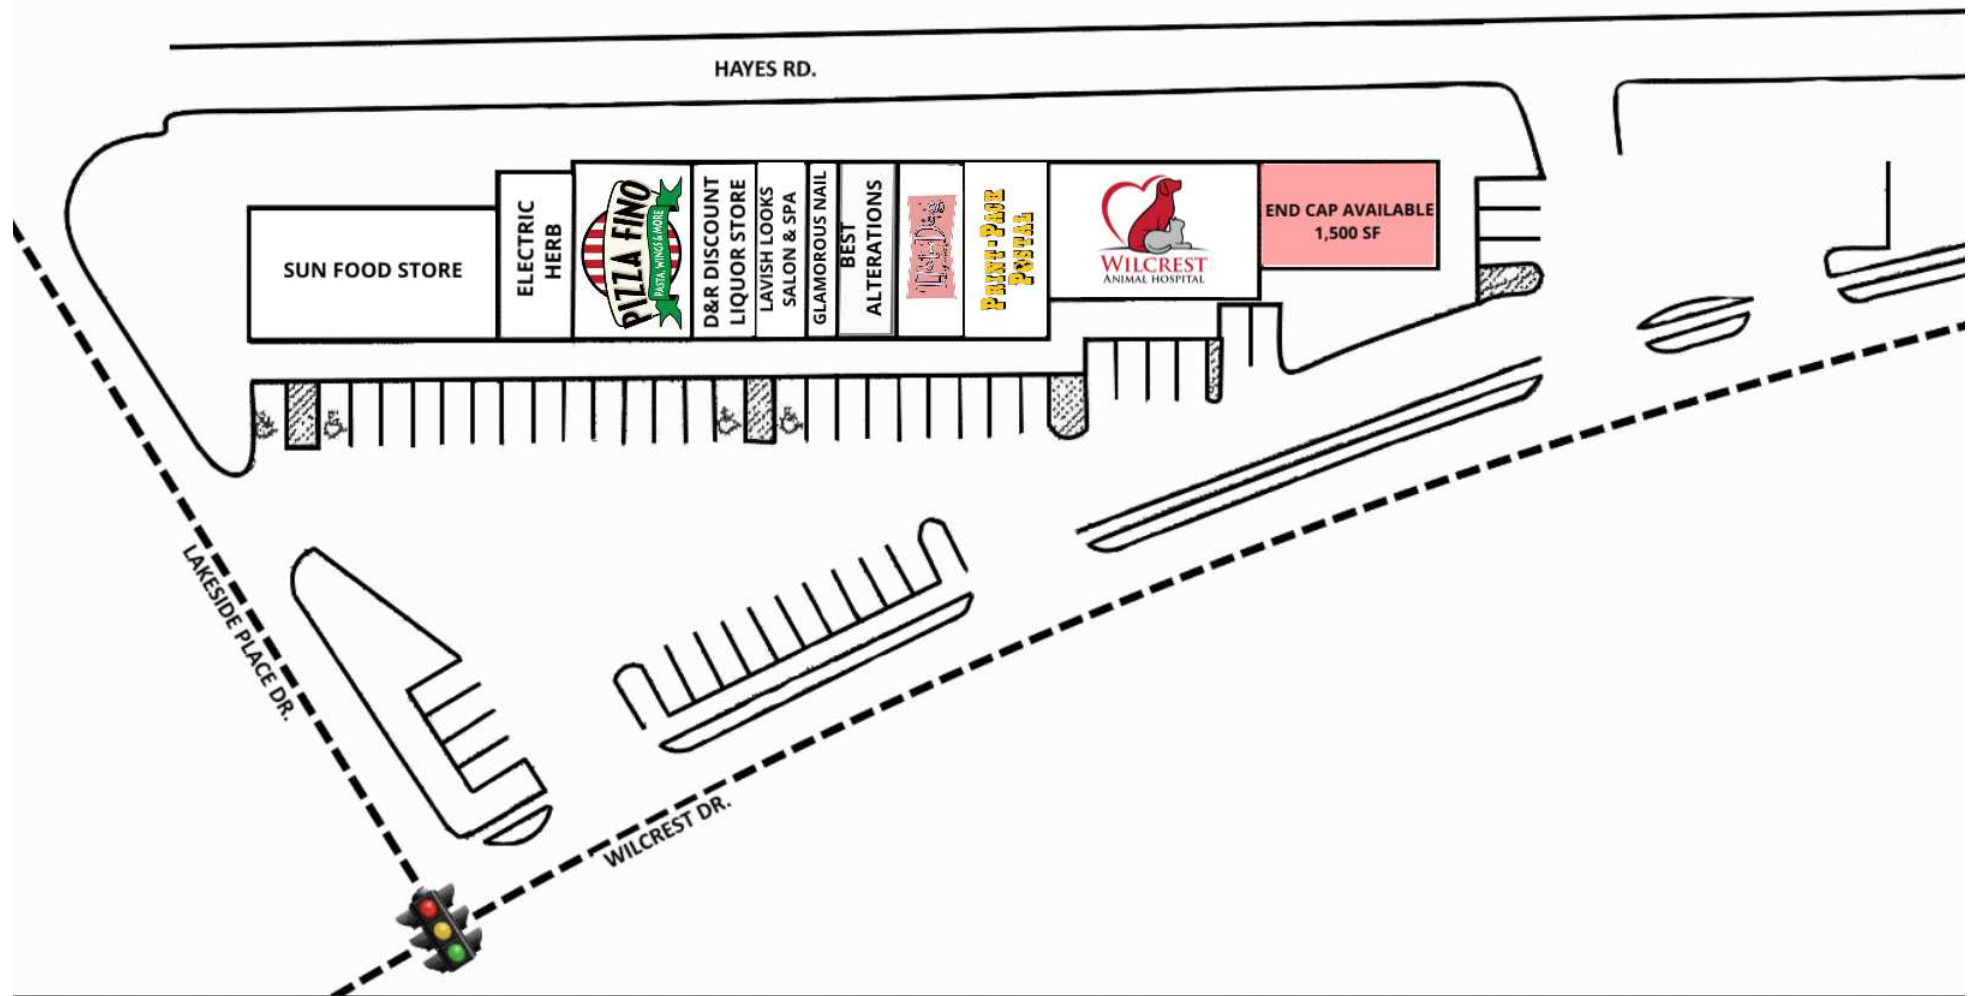 HAYES RD.
SUN FOOD STORE
ELECTRIC
HERB
PIZZA FINO
PASTA, WINGS & MORE
D&R DISCOUNT
LIQUOR STORE
LAVISH LOOKS
SALON & SPA
GLAMOROUS NAIL
BEST
ALTERATIONS
PRINT-PACK
POSTAL
WILCREST
ANIMAL HOSPITAL
END CAP AVAILABLE
1,500 SF
LAKESIDE PLACE DR.
WILCREST DR.